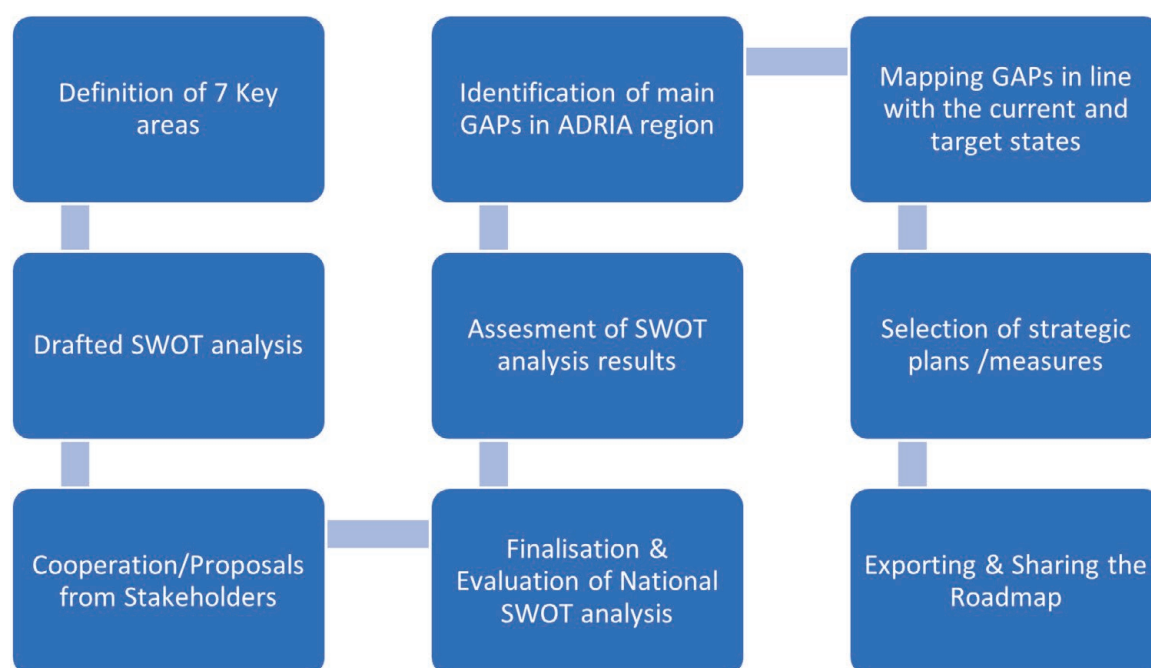 Definition of 7 Key
areas
Drafted SWOT analysis
Cooperation/Proposals
from Stakeholders
Finalisation &
Evaluation of National
SWOT analysis
Assesment of SWOT
analysis results
Identification of main
GAPs in ADRIA region
Mapping GAPs in line
with the current and
target states
Selection of strategic
plans /measures
Exporting & Sharing the
Roadmap